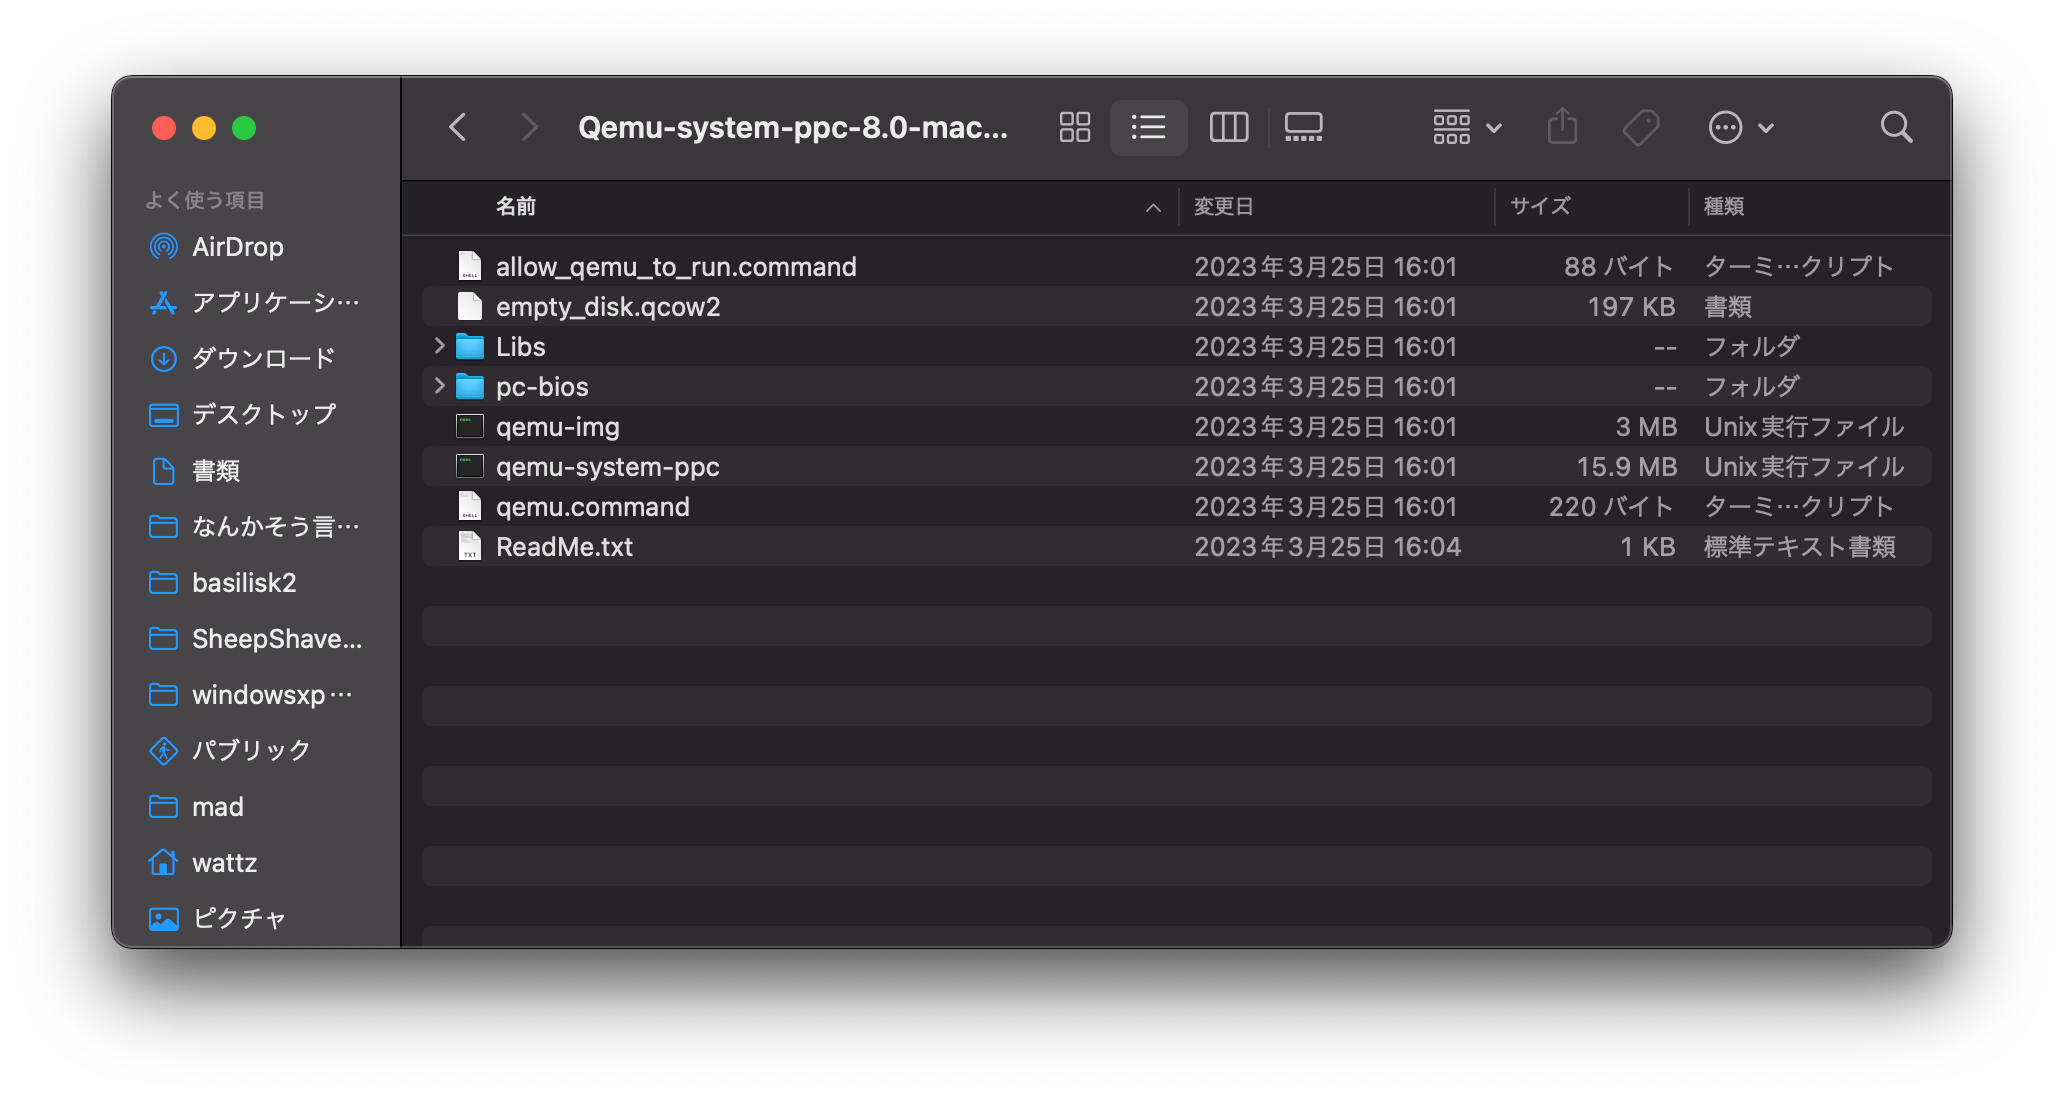 Qemu-system-ppc-8.0-mac...
よく使う項目
AirDrop
アプリケーシ…
ダウンロード
デスクトップ
書類
なんかそう言…
basilisk2
SheepShave...
windowsxp…
パブリック
mad
wattz
ピクチャ
名前 変更日 サイズ 種類
allow_qemu_to_run.command 2023年3月25日 16:01 88 バイト ターミ…クリプト
empty_disk.qcow2 2023年3月25日 16:01 197 KB 書類
Libs 2023年3月25日 16:01 -- フォルダ
pc-bios 2023年3月25日 16:01 -- フォルダ
qemu-img 2023年3月25日 16:01 3 MB Unix実行ファイル
qemu-system-ppc 2023年3月25日 16:01 15.9 MB Unix実行ファイル
qemu.command 2023年3月25日 16:01 220 バイト ターミ…クリプト
ReadMe.txt 2023年3月25日 16:04 1 KB 標準テキスト書類